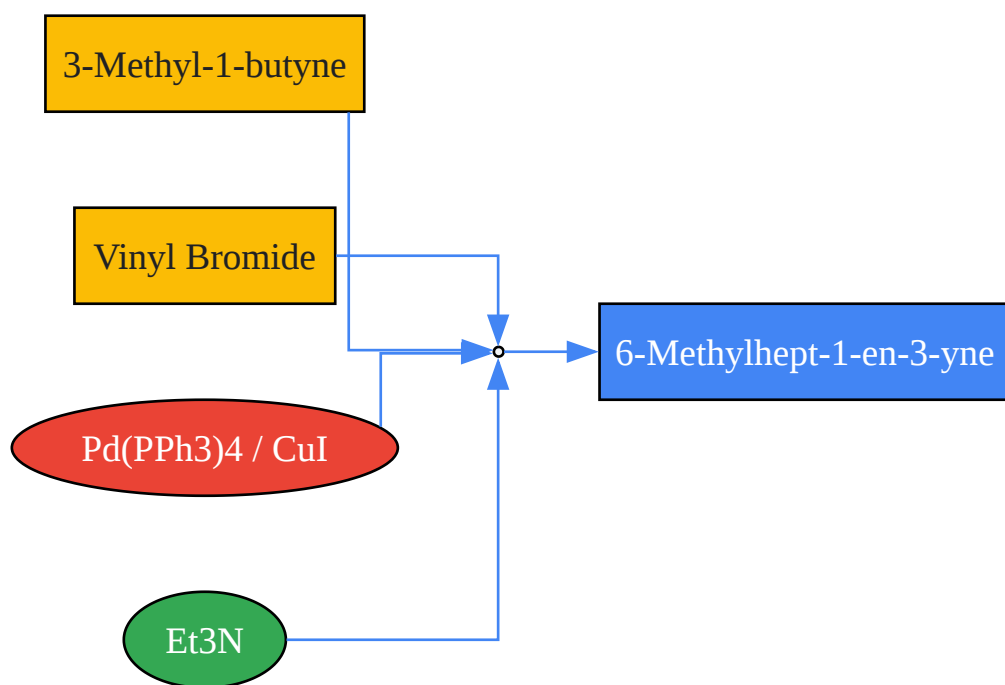 3-Methyl-1-butyne
Vinyl Bromide
6-Methylhept-1-en-3-yne
Pd(PPh3)4 / CuI
Et3N